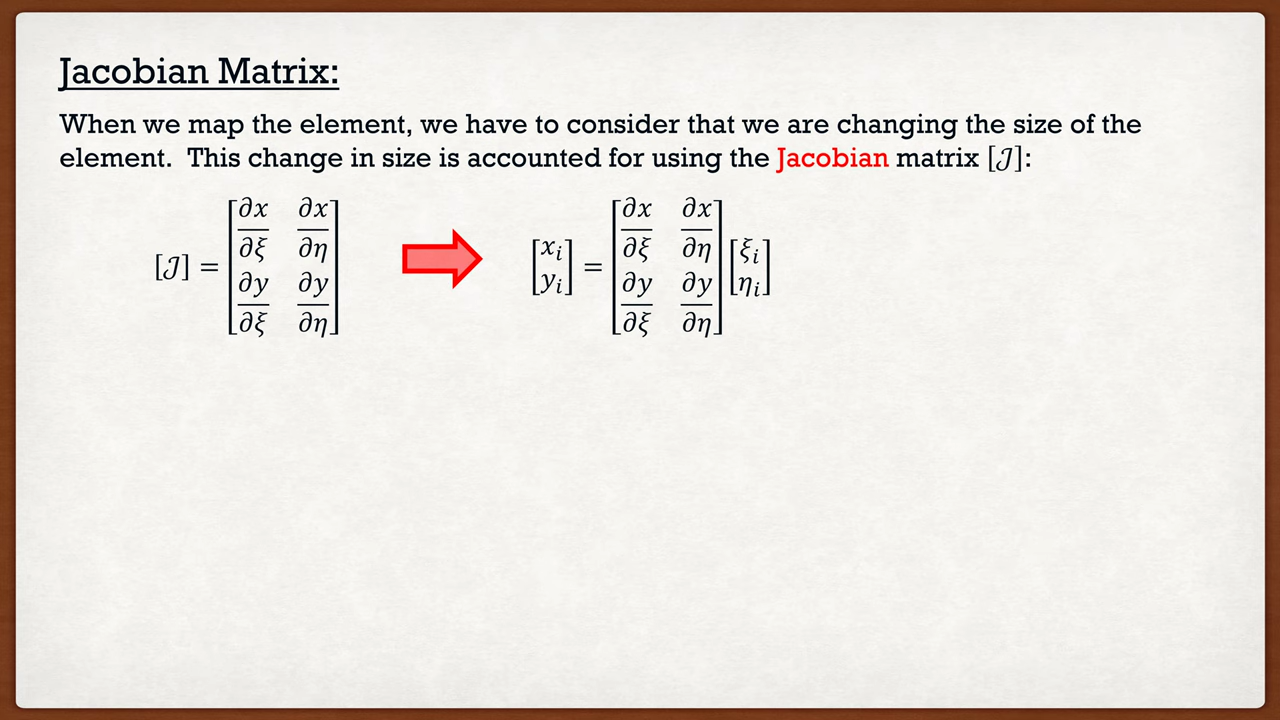 Jacobian Matrix:
When we map the element, we have to consider that we are changing the size of the
element. This change in size is accounted for using the Jacobian matrix [𝒥]:
[𝒥] = [∂x/∂ξ ∂x/∂η; ∂y/∂ξ ∂y/∂η] [x_i; y_i] = [∂x/∂ξ ∂x/∂η; ∂y/∂ξ ∂y/∂η] [ξ_i; η_i]